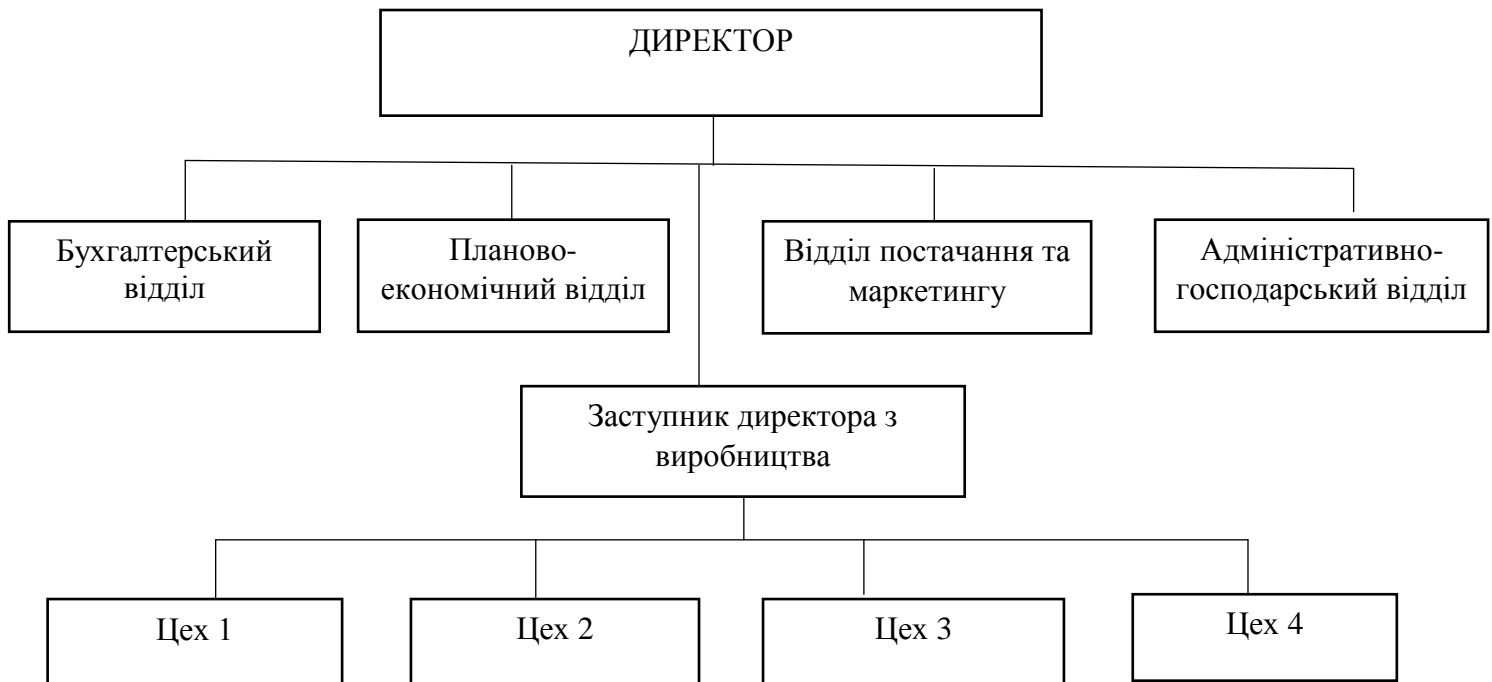 ДИРЕКТОР
Бухгалтерський
відділ
Планово-
економічний відділ
Відділ постачання та
маркетингу
Адміністративно-
господарський відділ
Заступник директора з
виробництва
Цех 1
Цех 2
Цех 3
Цех 4